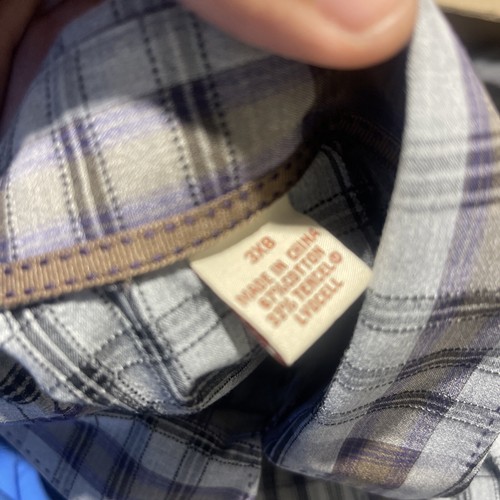 3XB
MADE IN CHINA
67% COTTON
33% TENCEL®
LYOCELL